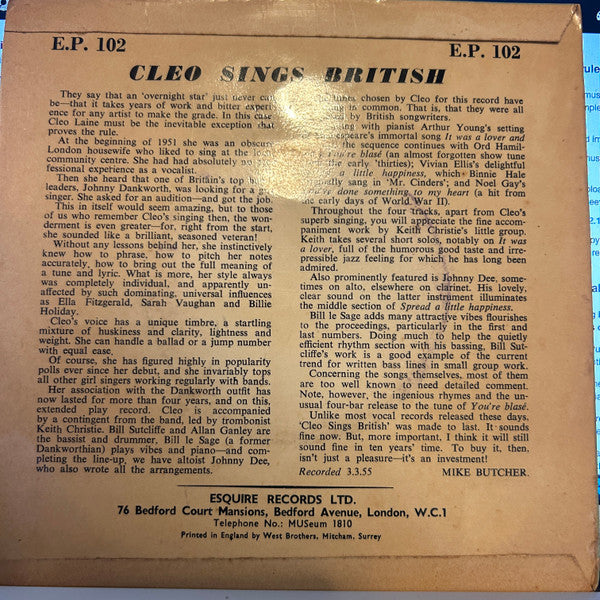 E.P. 102
E.P. 102
CLEO SINGS BRITISH
They say that an 'overnight star' just never can
be—that it takes years of work and bitter experi-
ence for any artist to make the grade. In this case
Cleo Laine must be the inevitable exception that
proves the rule.
At the beginning of 1951 she was an obscure
London housewife who liked to sing at the local
community centre. She had had absolutely no pro-
fessional experience as a vocalist.
Then she heard that one of Britain's top band-
leaders, Johnny Dankworth, was looking for a girl
singer. She asked for an audition—and got the job.
This in itself would seem amazing, but to those
of us who remember Cleo's singing then, the won-
derment is even greater—for, right from the start,
she sounded like a brilliant, seasoned veteran!
Without any lessons behind her, she instinctively
knew how to phrase, how to pitch her notes
accurately, how to bring out the full meaning of
a tune and lyric. What is more, her style always
was completely individual, and apparently un-
affected by such dominating, universal influences
as Ella Fitzgerald, Sarah Vaughan and Billie
Holiday.
Cleo's voice has a unique timbre, a startling
mixture of huskiness and clarity, lightness and
weight. She can handle a ballad or a jump number
with equal ease.
Of course, she has figured highly in popularity
polls ever since her debut, and she invariably tops
all other girl singers working regularly with bands.
Her association with the Dankworth outfit has
now lasted for more than four years, and on this,
extended play record, Cleo is accompanied
by a contingent from the band, led by trombonist
Keith Christie. Bill Sutcliffe and Allan Ganley are
the bassist and drummer, Bill le Sage (a former
Dankworthian) plays vibes and piano—and com-
pleting the line-up, we have altoist Johnny Dee,
who also wrote all the arrangements.
chosen by Cleo for this record have
in common. That is, that they were all
by British songwriters.
with pianist Arthur Young's setting
immortal song It was a lover and
the sequence continues with Ord Hamil-
You're blasé (an almost forgotten show tune
early 'thirties); Vivian Ellis's delightful
a little happiness, which Binnie Hale
sang in 'Mr. Cinders'; and Noel Gay's
done something to my heart (a hit from
the early days of World War II).
Throughout the four tracks, apart from Cleo's
superb singing, you will appreciate the fine accom-
paniment work by Keith Christie's little group.
Keith takes several short solos, notably on It was
a lover, full of the humorous good taste and irre-
pressible jazz feeling for which he has long been
admired.
Also prominently featured is Johnny Dee, some-
times on alto, elsewhere on clarinet. His lovely,
clear sound on the latter instrument illuminates
the middle section of Spread a little happiness.
Bill le Sage adds many attractive vibes flourishes
to the proceedings, particularly in the first and
last numbers. Doing much to help the quietly
efficient rhythm section with his bassing, Bill Sut-
cliffe's work is a good example of the current
trend for written bass lines in small group work.
Concerning the songs themselves, most of them
are too well known to need detailed comment.
Note, however, the ingenious rhymes and the un-
usual four-bar release to the tune of You're blasé.
Unlike most vocal records released these days,
'Cleo Sings British' was made to last. It sounds
fine now. But, more important, I think it will still
sound fine in ten years' time. To buy it, then,
isn't just a pleasure—it's an investment!
Recorded 3.3.55 MIKE BUTCHER.
ESQUIRE RECORDS LTD.
76 Bedford Court Mansions, Bedford Avenue, London, W.C.1
Telephone No.: MUSeum 1810
Printed in England by West Brothers, Mitcham, Surrey